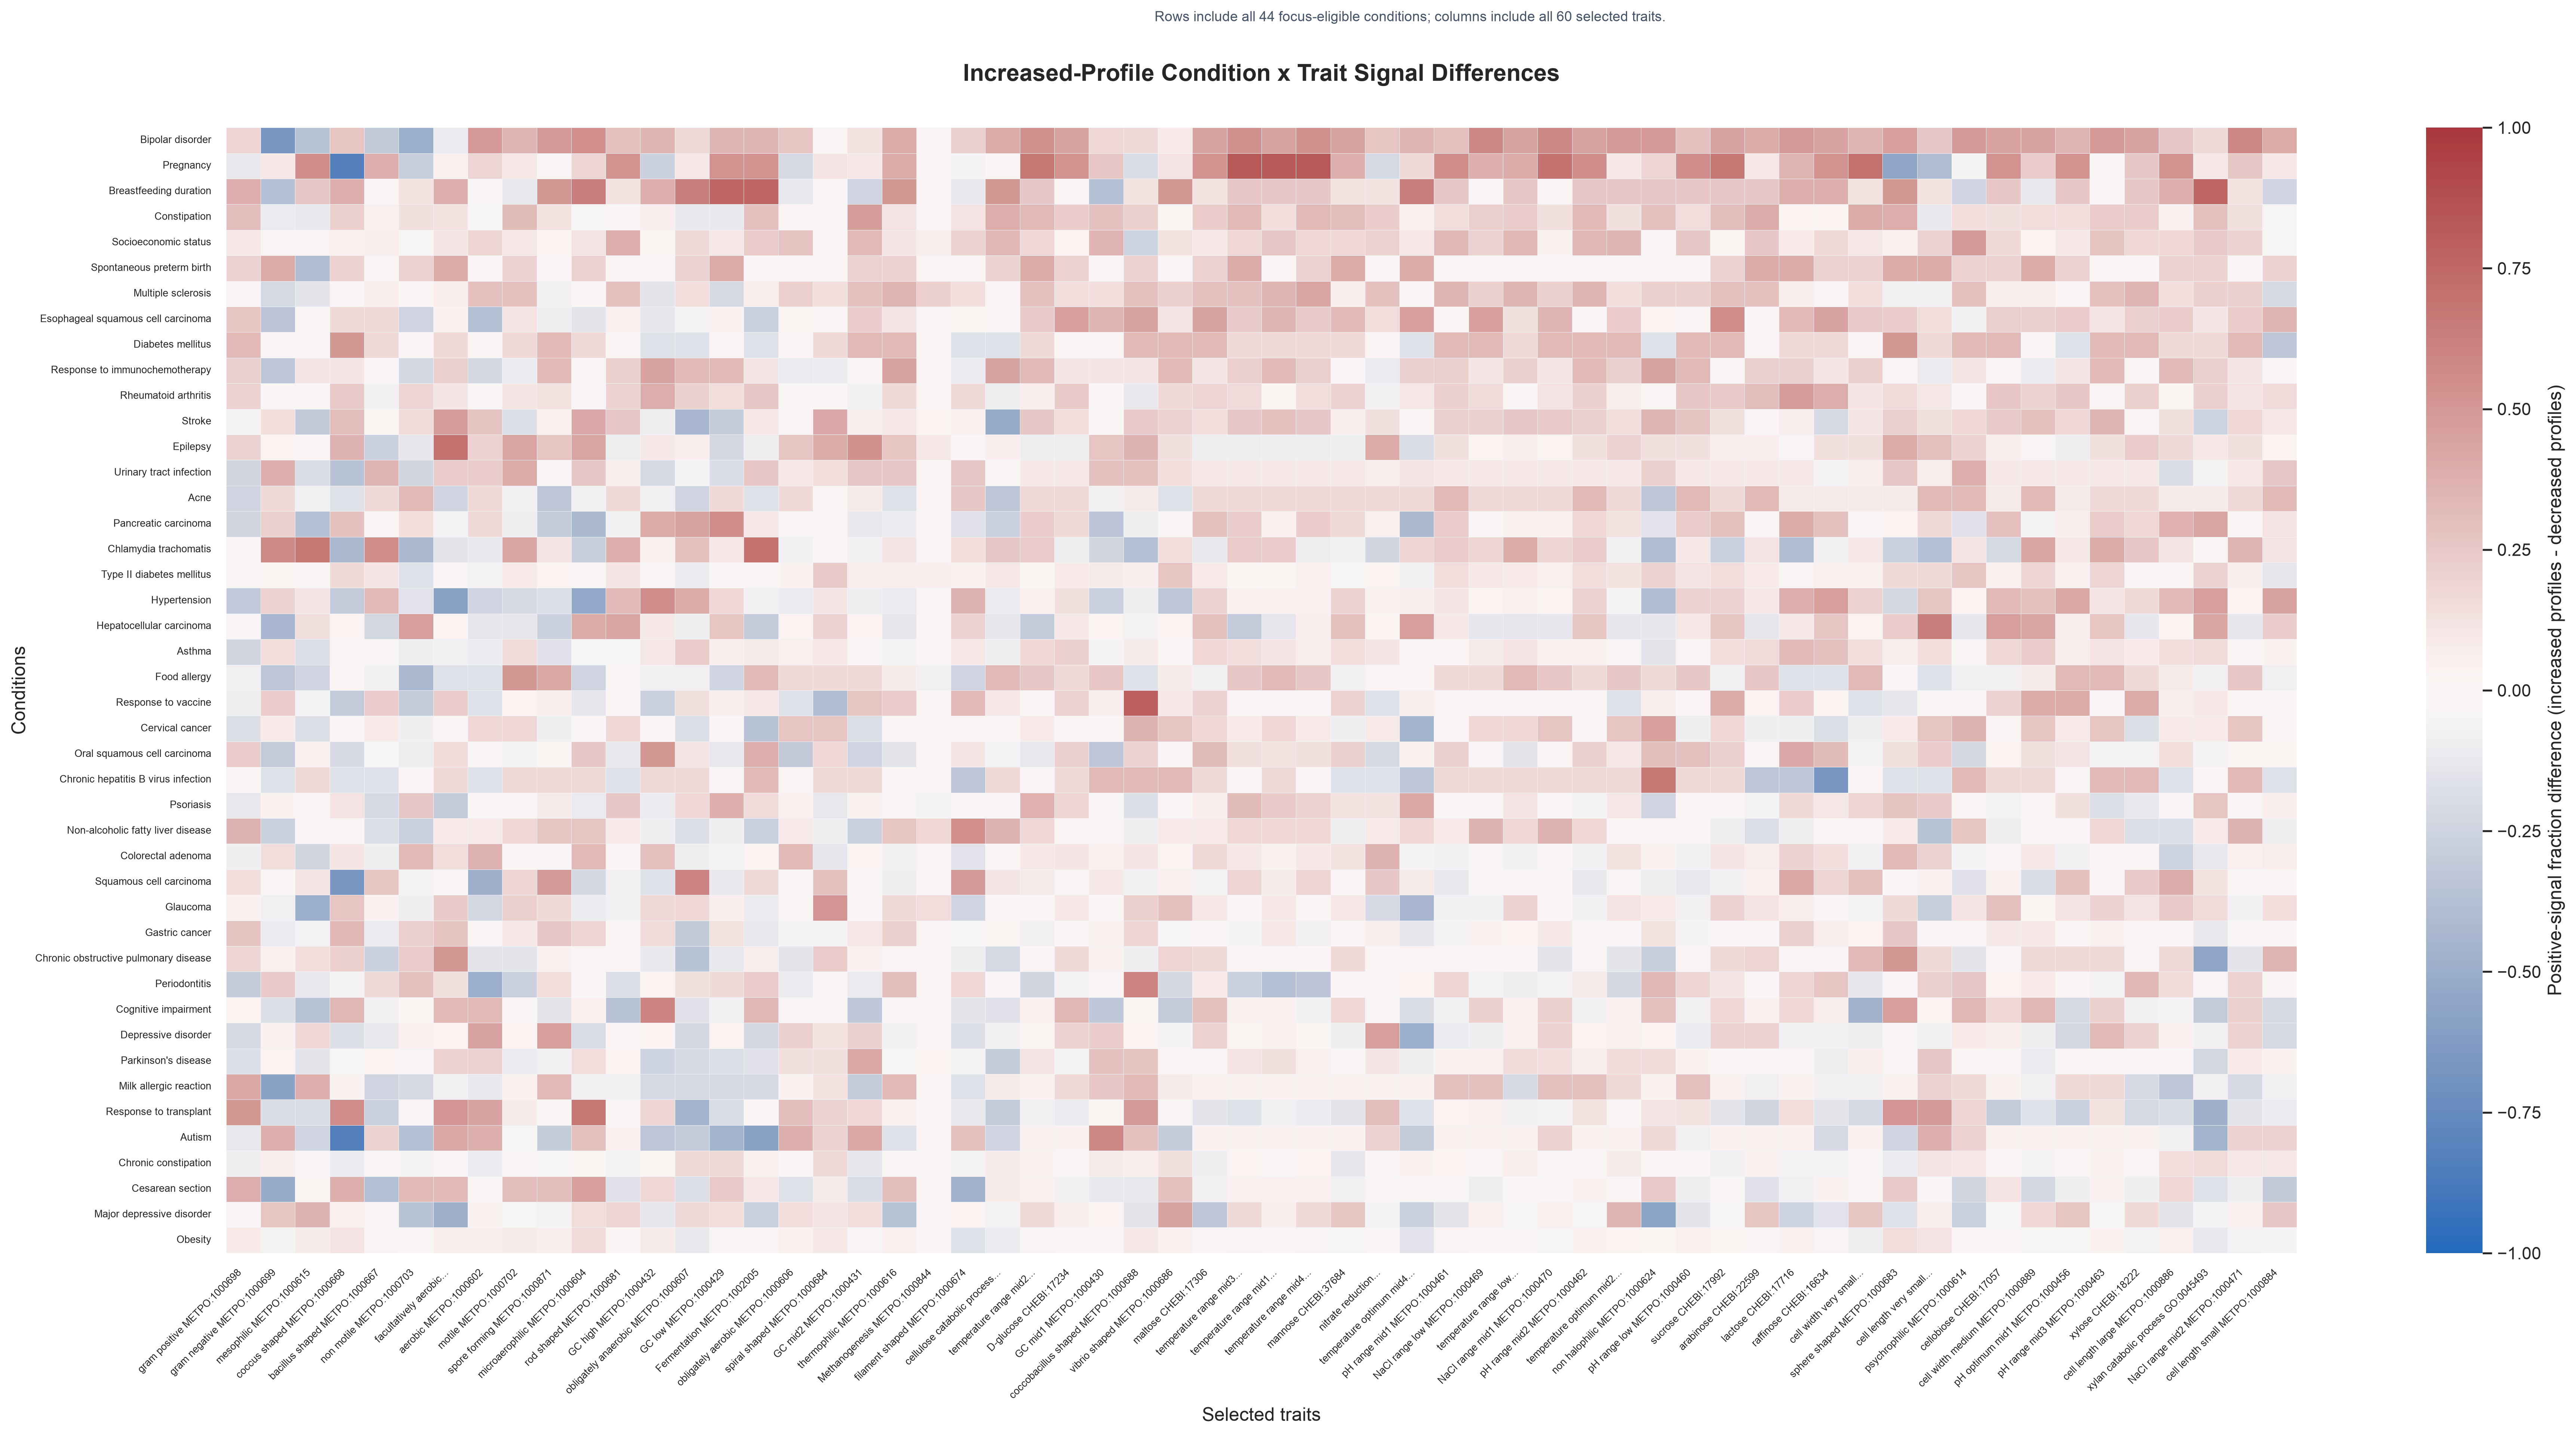 Rows include all 44 focus-eligible conditions; columns include all 60 selected traits.
Increased-Profile Condition x Trait Signal Differences
Conditions
Bipolar disorder
Pregnancy
Breastfeeding duration
Constipation
Socioeconomic status
Spontaneous preterm birth
Multiple sclerosis
Esophageal squamous cell carcinoma
Diabetes mellitus
Response to immunochemotherapy
Rheumatoid arthritis
Stroke
Epilepsy
Urinary tract infection
Acne
Pancreatic carcinoma
Chlamydia trachomatis
Type II diabetes mellitus
Hypertension
Hepatocellular carcinoma
Asthma
Food allergy
Response to vaccine
Cervical cancer
Oral squamous cell carcinoma
Chronic hepatitis B virus infection
Psoriasis
Non-alcoholic fatty liver disease
Colorectal adenoma
Squamous cell carcinoma
Glaucoma
Gastric cancer
Chronic obstructive pulmonary disease
Periodontitis
Cognitive impairment
Depressive disorder
Parkinson's disease
Milk allergic reaction
Response to transplant
Autism
Chronic constipation
Cesarean section
Major depressive disorder
Obesity
gram positive METPO:1000698
gram negative METPO:1000699
mesophilic METPO:1000615
coccus shaped METPO:1000668
bacillus shaped METPO:1000667
non motile METPO:1000703
facultatively aerobic...
aerobic METPO:1000602
motile METPO:1000702
spore forming METPO:1000871
microaerophilic METPO:1000604
rod shaped METPO:1000681
GC high METPO:1000432
obligately anaerobic METPO:1000607
GC low METPO:1000429
Fermentation METPO:1002005
obligately aerobic METPO:1000606
spiral shaped METPO:1000684
GC mid2 METPO:1000431
thermophilic METPO:1000616
Methanogenesis METPO:1000844
filament shaped METPO:1000674
cellulose catabolic process...
temperature range mid2...
D-glucose CHEBI:17234
GC mid1 METPO:1000430
coccobacillus shaped METPO:1000688
vibrio shaped METPO:1000686
maltose CHEBI:17306
temperature range mid3...
temperature range mid1...
temperature range mid4...
mannose CHEBI:37684
nitrate reduction...
temperature optimum mid4...
pH range mid1 METPO:1000461
NaCl range low METPO:1000469
temperature range low...
NaCl range mid1 METPO:1000470
pH range mid2 METPO:1000462
temperature optimum mid2...
non halophilic METPO:1000624
pH range low METPO:1000460
sucrose CHEBI:17992
arabinose CHEBI:22599
lactose CHEBI:17716
raffinose CHEBI:16634
cell width very small...
sphere shaped METPO:1000683
cell length very small...
psychrophilic METPO:1000614
cellobiose CHEBI:17057
cell width medium METPO:1000889
pH optimum mid1 METPO:1000456
pH range mid3 METPO:1000463
xylose CHEBI:18222
cell length large METPO:1000886
xylan catabolic process GO:0045493
NaCl range mid2 METPO:1000471
cell length small METPO:1000884
Selected traits
1.00
0.75
0.50
0.25
0.00
−0.25
−0.50
−0.75
−1.00
Positive-signal fraction difference (increased profiles - decreased profiles)